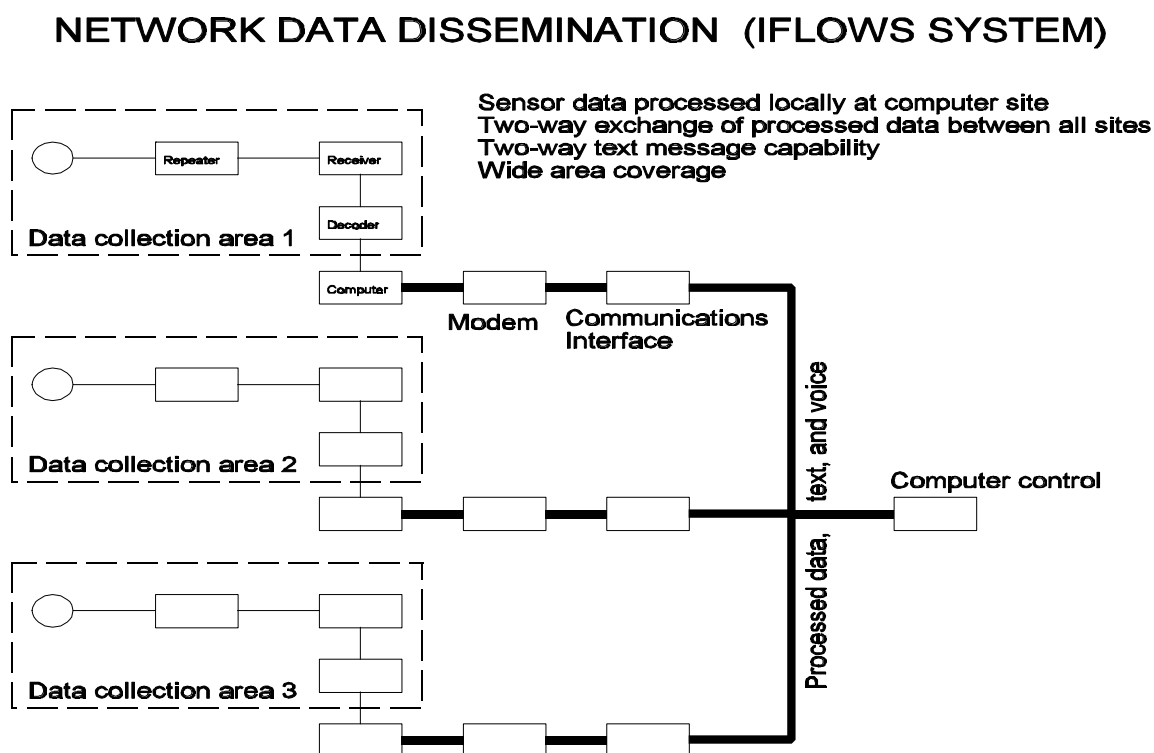 NETWORK DATA DISSEMINATION (IFLOWS SYSTEM)
Sensor data processed locally at computer site
Two-way exchange of processed data between all sites
Two-way text message capability
Wide area coverage
Repeater
Receiver
Decoder
Data collection area 1
Computer
Modem
Communications
Interface
Data collection area 2
Computer control
Processed data, text, and voice
Data collection area 3